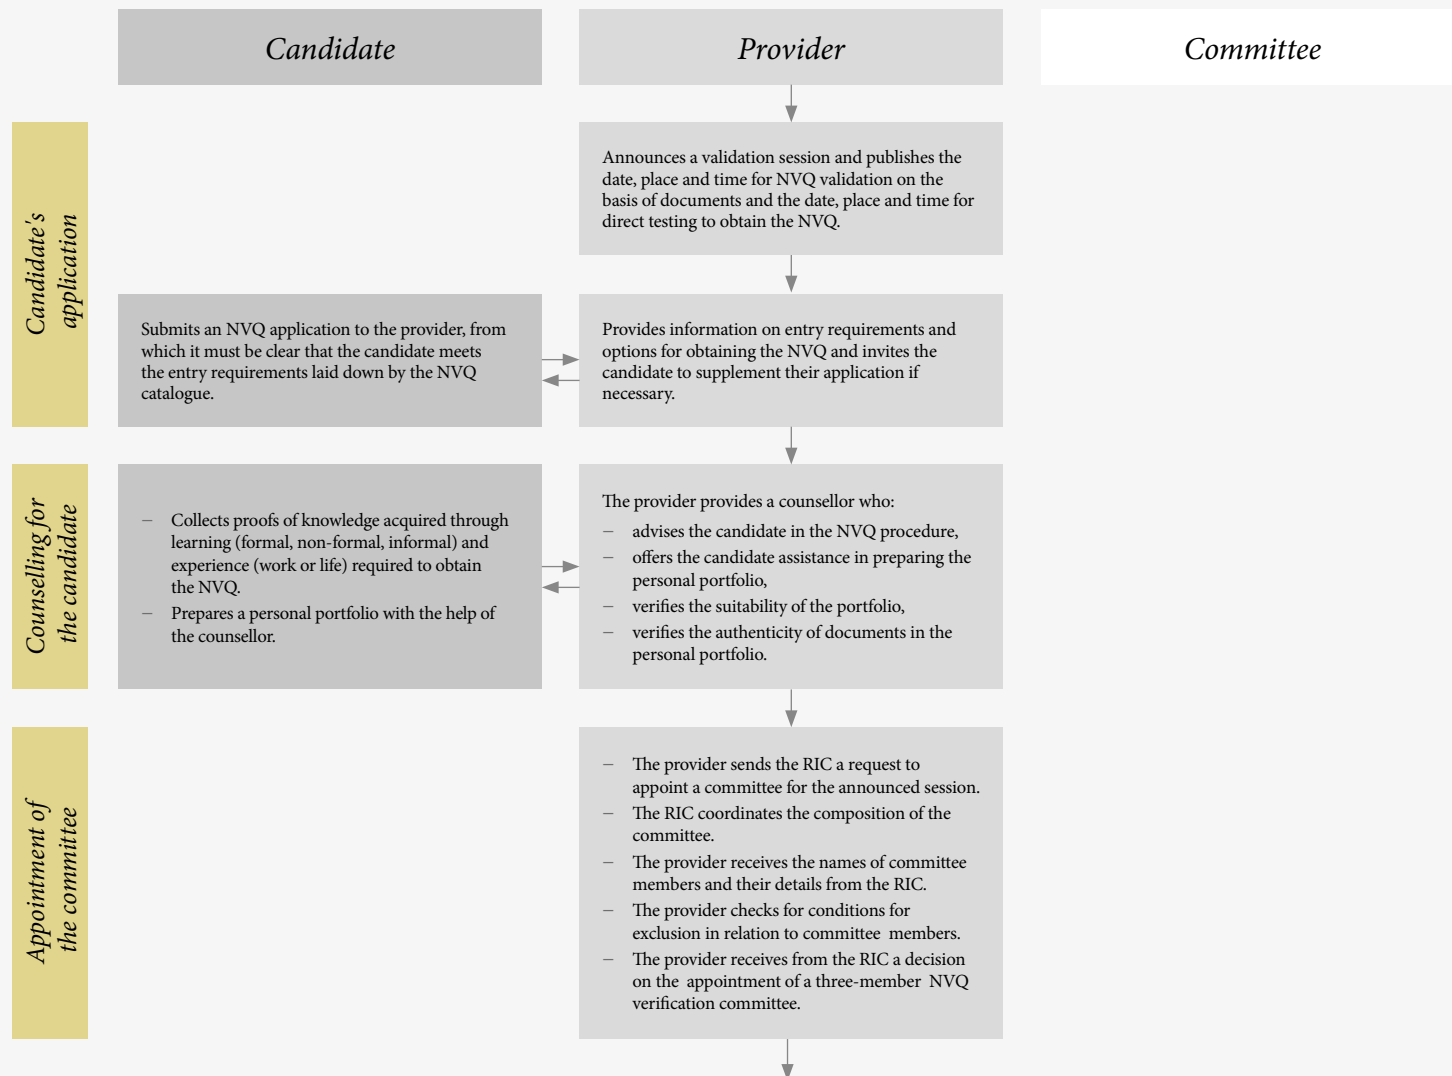 Candidate
Provider
Committee
Candidate's
application
Announces a validation session and publishes the
date, place and time for NVQ validation on the
basis of documents and the date, place and time for
direct testing to obtain the NVQ.
Submits an NVQ application to the provider, from
which it must be clear that the candidate meets
the entry requirements laid down by the NVQ
catalogue.
Provides information on entry requirements and
options for obtaining the NVQ and invites the
candidate to supplement their application if
necessary.
Counselling for
the candidate
– Collects proofs of knowledge acquired through
learning (formal, non-formal, informal) and
experience (work or life) required to obtain
the NVQ.
– Prepares a personal portfolio with the help of
the counsellor.
The provider provides a counsellor who:
– advises the candidate in the NVQ procedure,
– offers the candidate assistance in preparing the
personal portfolio,
– verifies the suitability of the portfolio,
– verifies the authenticity of documents in the
personal portfolio.
Appointment of
the committee
– The provider sends the RIC a request to
appoint a committee for the announced session.
– The RIC coordinates the composition of the
committee.
– The provider receives the names of committee
members and their details from the RIC.
– The provider checks for conditions for
exclusion in relation to committee members.
– The provider receives from the RIC a decision
on the appointment of a three-member NVQ
verification committee.